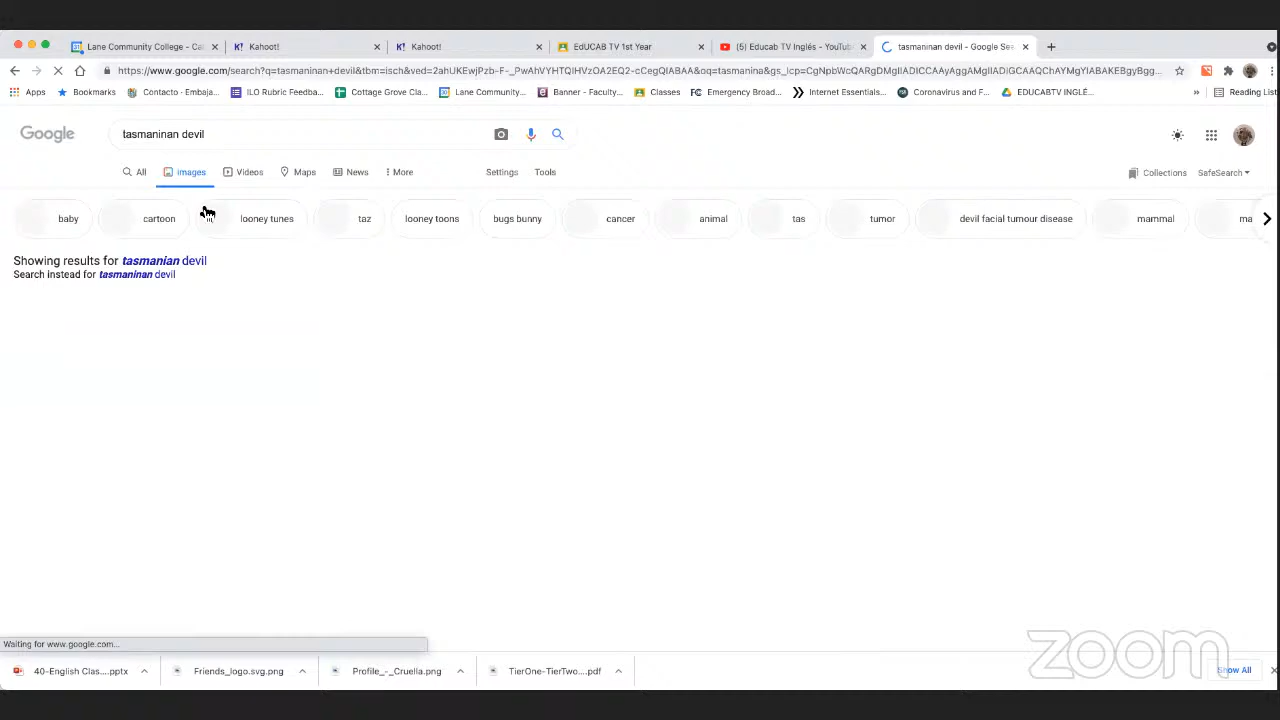 Lane Community College - Ca
Kahoot!
Kahoot!
EdUCAB TV 1st Year
(5) Educab TV Inglés - YouTub
tasmaninan devil - Google Sea
https://www.google.com/search?q=tasmaninan+devil&tbm=isch&ved=2ahUKEwjPzb-F-_PwAhVYHTQIHVzOA2EQ2-cCegQIABAA&oq=tasmanina&gs_lcp=CgNpbWcQARgDMgIIADICCAAyAggAMgIIADIGCAAQChAYMgYIABAKEBgyBgg...
Apps
Bookmarks
Contacto - Embaja...
ILO Rubric Feedba...
Cottage Grove Cla...
Lane Community...
Banner - Faculty...
Classes
Emergency Broad...
Internet Essentials...
Coronavirus and F...
EDUCABTV INGLÉ...
»
Reading List
Google
tasmaninan devil
All
Images
Videos
Maps
News
More
Settings
Tools
Collections
SafeSearch
baby
cartoon
looney tunes
taz
looney toons
bugs bunny
cancer
animal
tas
tumor
devil facial tumour disease
mammal
ma
Showing results for tasmanian devil
Search instead for tasmaninan devil
Waiting for www.google.com...
40-English Clas....pptx
Friends_logo.svg.png
Profile_-_Cruella.png
TierOne-TierTwo....pdf
Show All
zoom